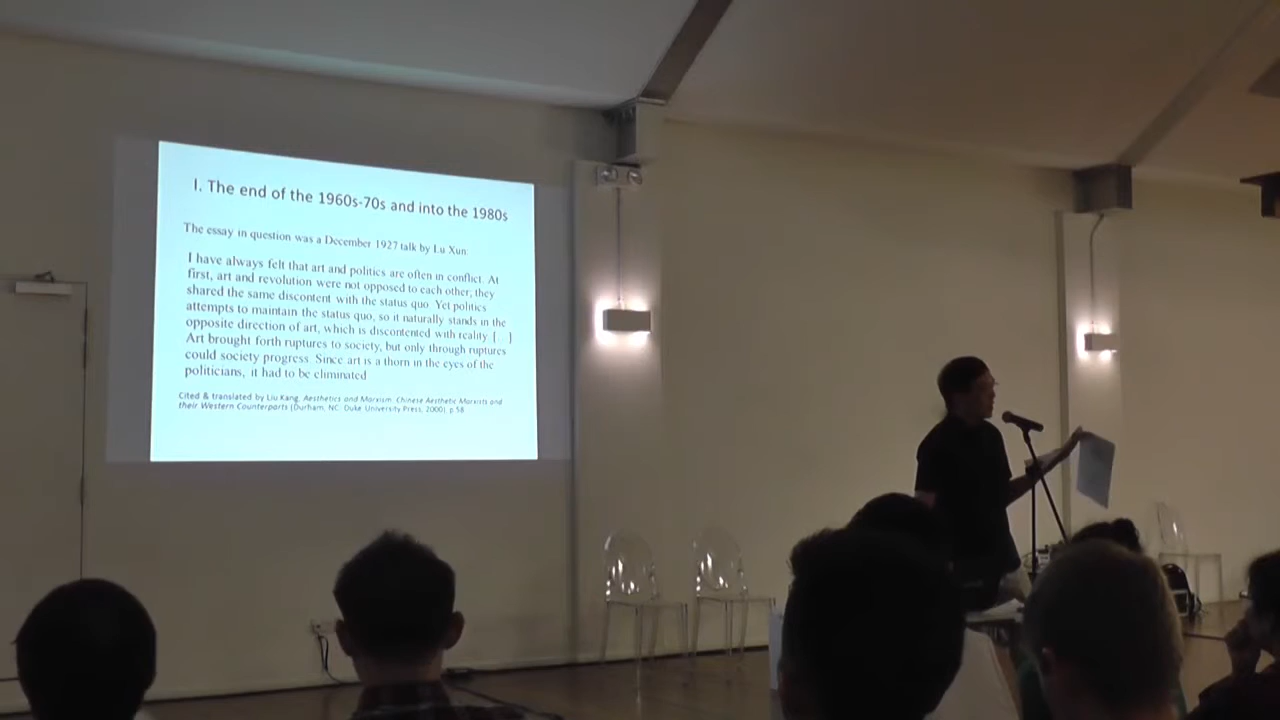 I. The end of the 1960s-70s and into the 1980s
The essay in question was a December 1927 talk by Lu Xun
I have always felt that art and politics are often in conflict. At
first, art and revolution were not opposed to each other, they
shared the same discontent with the status quo. Yet politics
attempts to maintain the status quo, so it naturally stands in the
opposite direction of art, which is discontented with reality. [...]
Art brought forth ruptures to society, but only through ruptures
could society progress. Since art is a thorn in the eyes of the
politicians, it had to be eliminated
Cited & translated by Liu Kang, Aesthetics and Marxism: Chinese Aesthetic Marxists and
their Western Counterparts (Durham, NC: Duke University Press, 2000), p.58